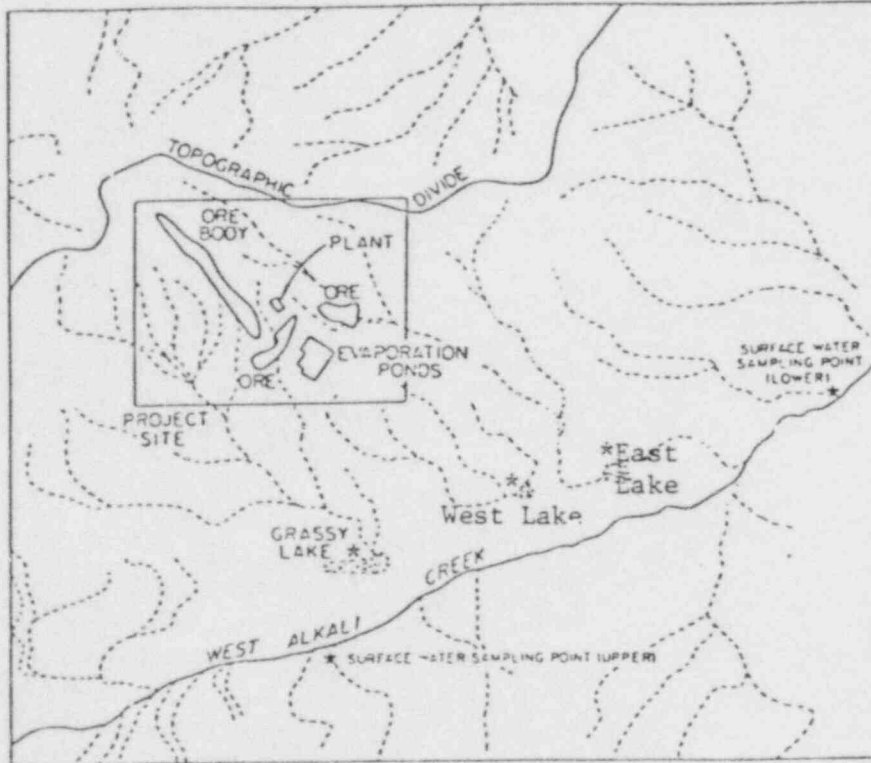 TOPOGRAPHIC
DIVIDE
ORE
BODY
PLANT
ORE
EVAPORATION
PONDS
ORE
PROJECT
SITE
SURFACE WATER
SAMPLING POINT
(LOWER)
East
Lake
West Lake
GRASSY
LAKE
WEST ALKALI CREEK
SURFACE WATER SAMPLING POINT (UPPER)